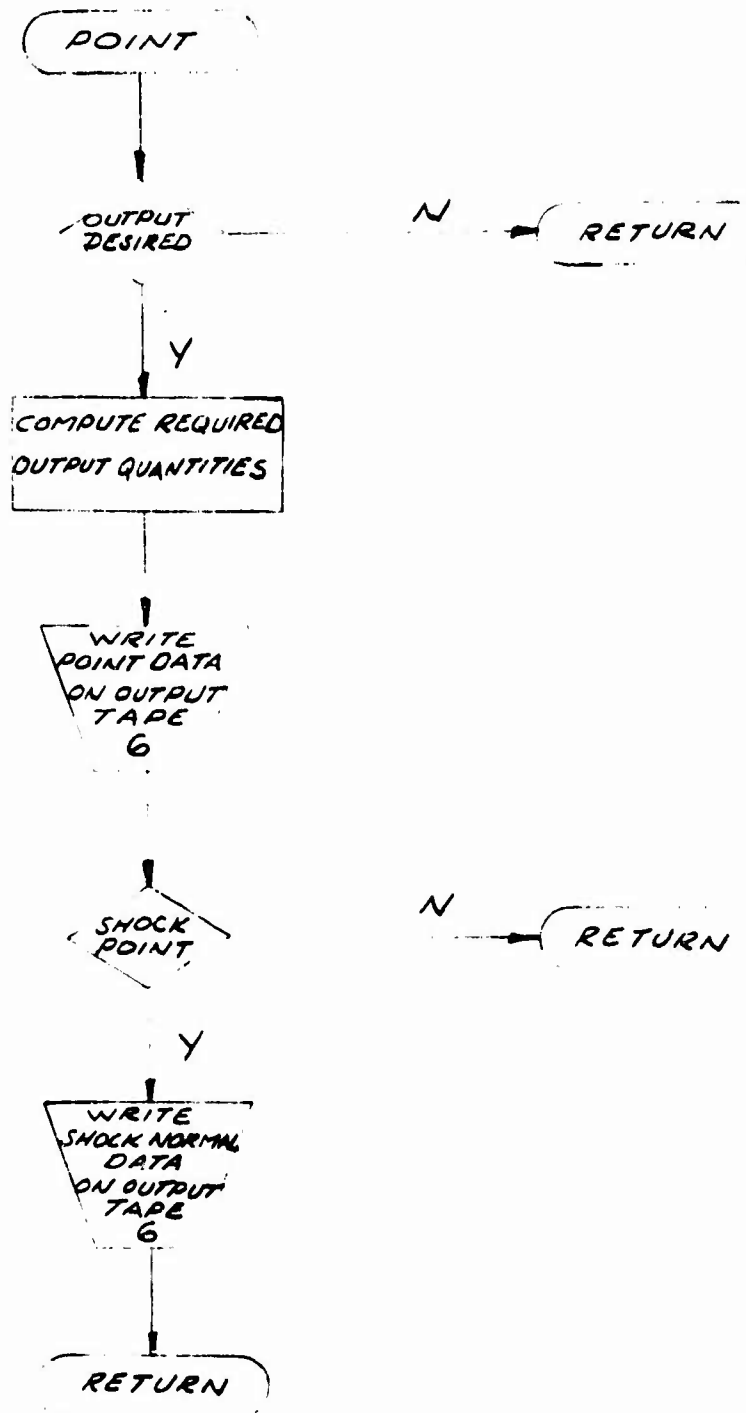 POINT
OUTPUT
DESIRED
N
RETURN
Y
COMPUTE REQUIRED
OUTPUT QUANTITIES
WRITE
POINT DATA
ON OUTPUT
TAPE
6
SHOCK
POINT
N
RETURN
Y
WRITE
SHOCK NORMAL
DATA
ON OUTPUT
TAPE
6
RETURN